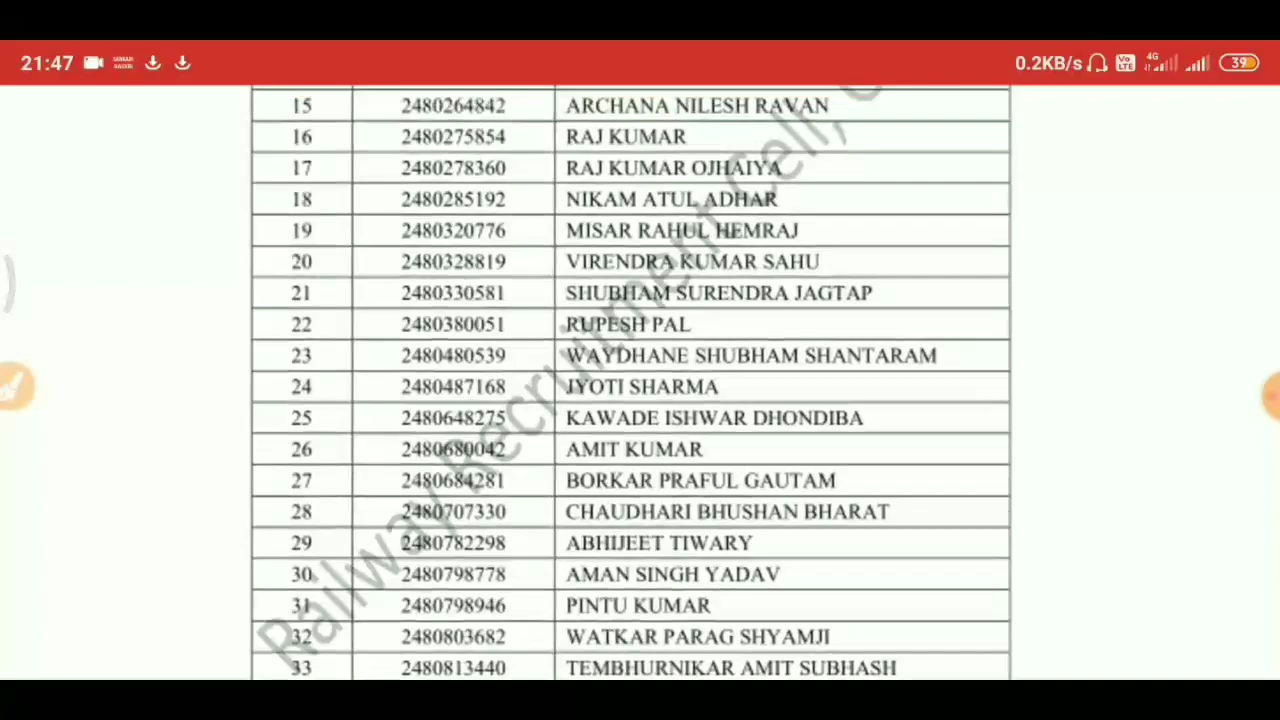 21:47 0.2KB/s Vo LTE 4G 39
15 2480264842 ARCHANA NILESH RAVAN
16 2480275854 RAJ KUMAR
17 2480278360 RAJ KUMAR OJHAIYA
18 2480285192 NIKAM ATUL ADHAR
19 2480320776 MISAR RAHUL HEMRAJ
20 2480328819 VIRENDRA KUMAR SAHU
21 2480330581 SHUBHAM SURENDRA JAGTAP
22 2480380051 RUPESH PAL
23 2480480539 WAYDHANE SHUBHAM SHANTARAM
24 2480487168 JYOTI SHARMA
25 2480648275 KAWADE ISHWAR DHONDIBA
26 2480680042 AMIT KUMAR
27 2480684281 BORKAR PRAFUL GAUTAM
28 2480707330 CHAUDHARI BHUSHAN BHARAT
29 2480782298 ABHIJEET TIWARY
30 2480798778 AMAN SINGH YADAV
31 2480798946 PINTU KUMAR
32 2480803682 WATKAR PARAG SHYAMJI
33 2480813440 TEMBHURNIKAR AMIT SUBHASH
Railway Recruitment Cell,